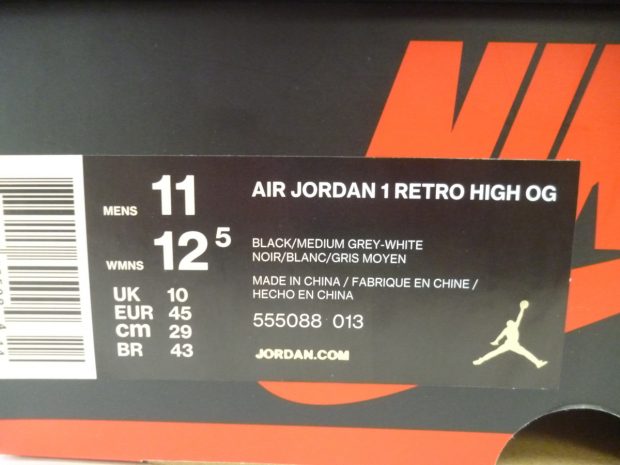 NIK
MENS 11
WMNS 12 5
UK 10
EUR 45
cm 29
BR 43
AIR JORDAN 1 RETRO HIGH OG
BLACK/MEDIUM GREY-WHITE
NOIR/BLANC/GRIS MOYEN
MADE IN CHINA / FABRIQUE EN CHINE /
HECHO EN CHINA
555088 013
JORDAN.COM